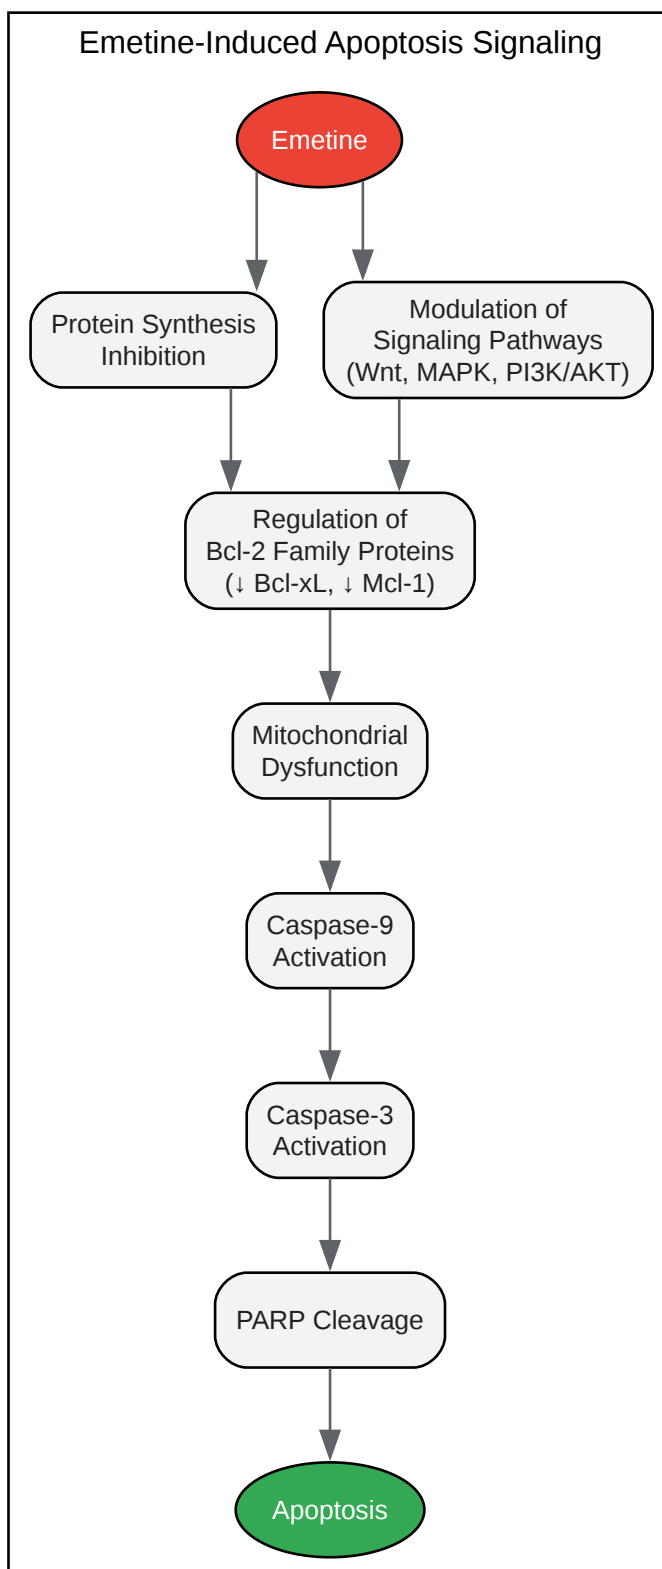 Emetine-Induced Apoptosis Signaling
Emetine
Protein Synthesis
Inhibition
Modulation of
Signaling Pathways
(Wnt, MAPK, PI3K/AKT)
Regulation of
Bcl-2 Family Proteins
(↓ Bcl-xL, ↓ Mcl-1)
Mitochondrial
Dysfunction
Caspase-9
Activation
Caspase-3
Activation
PARP Cleavage
Apoptosis